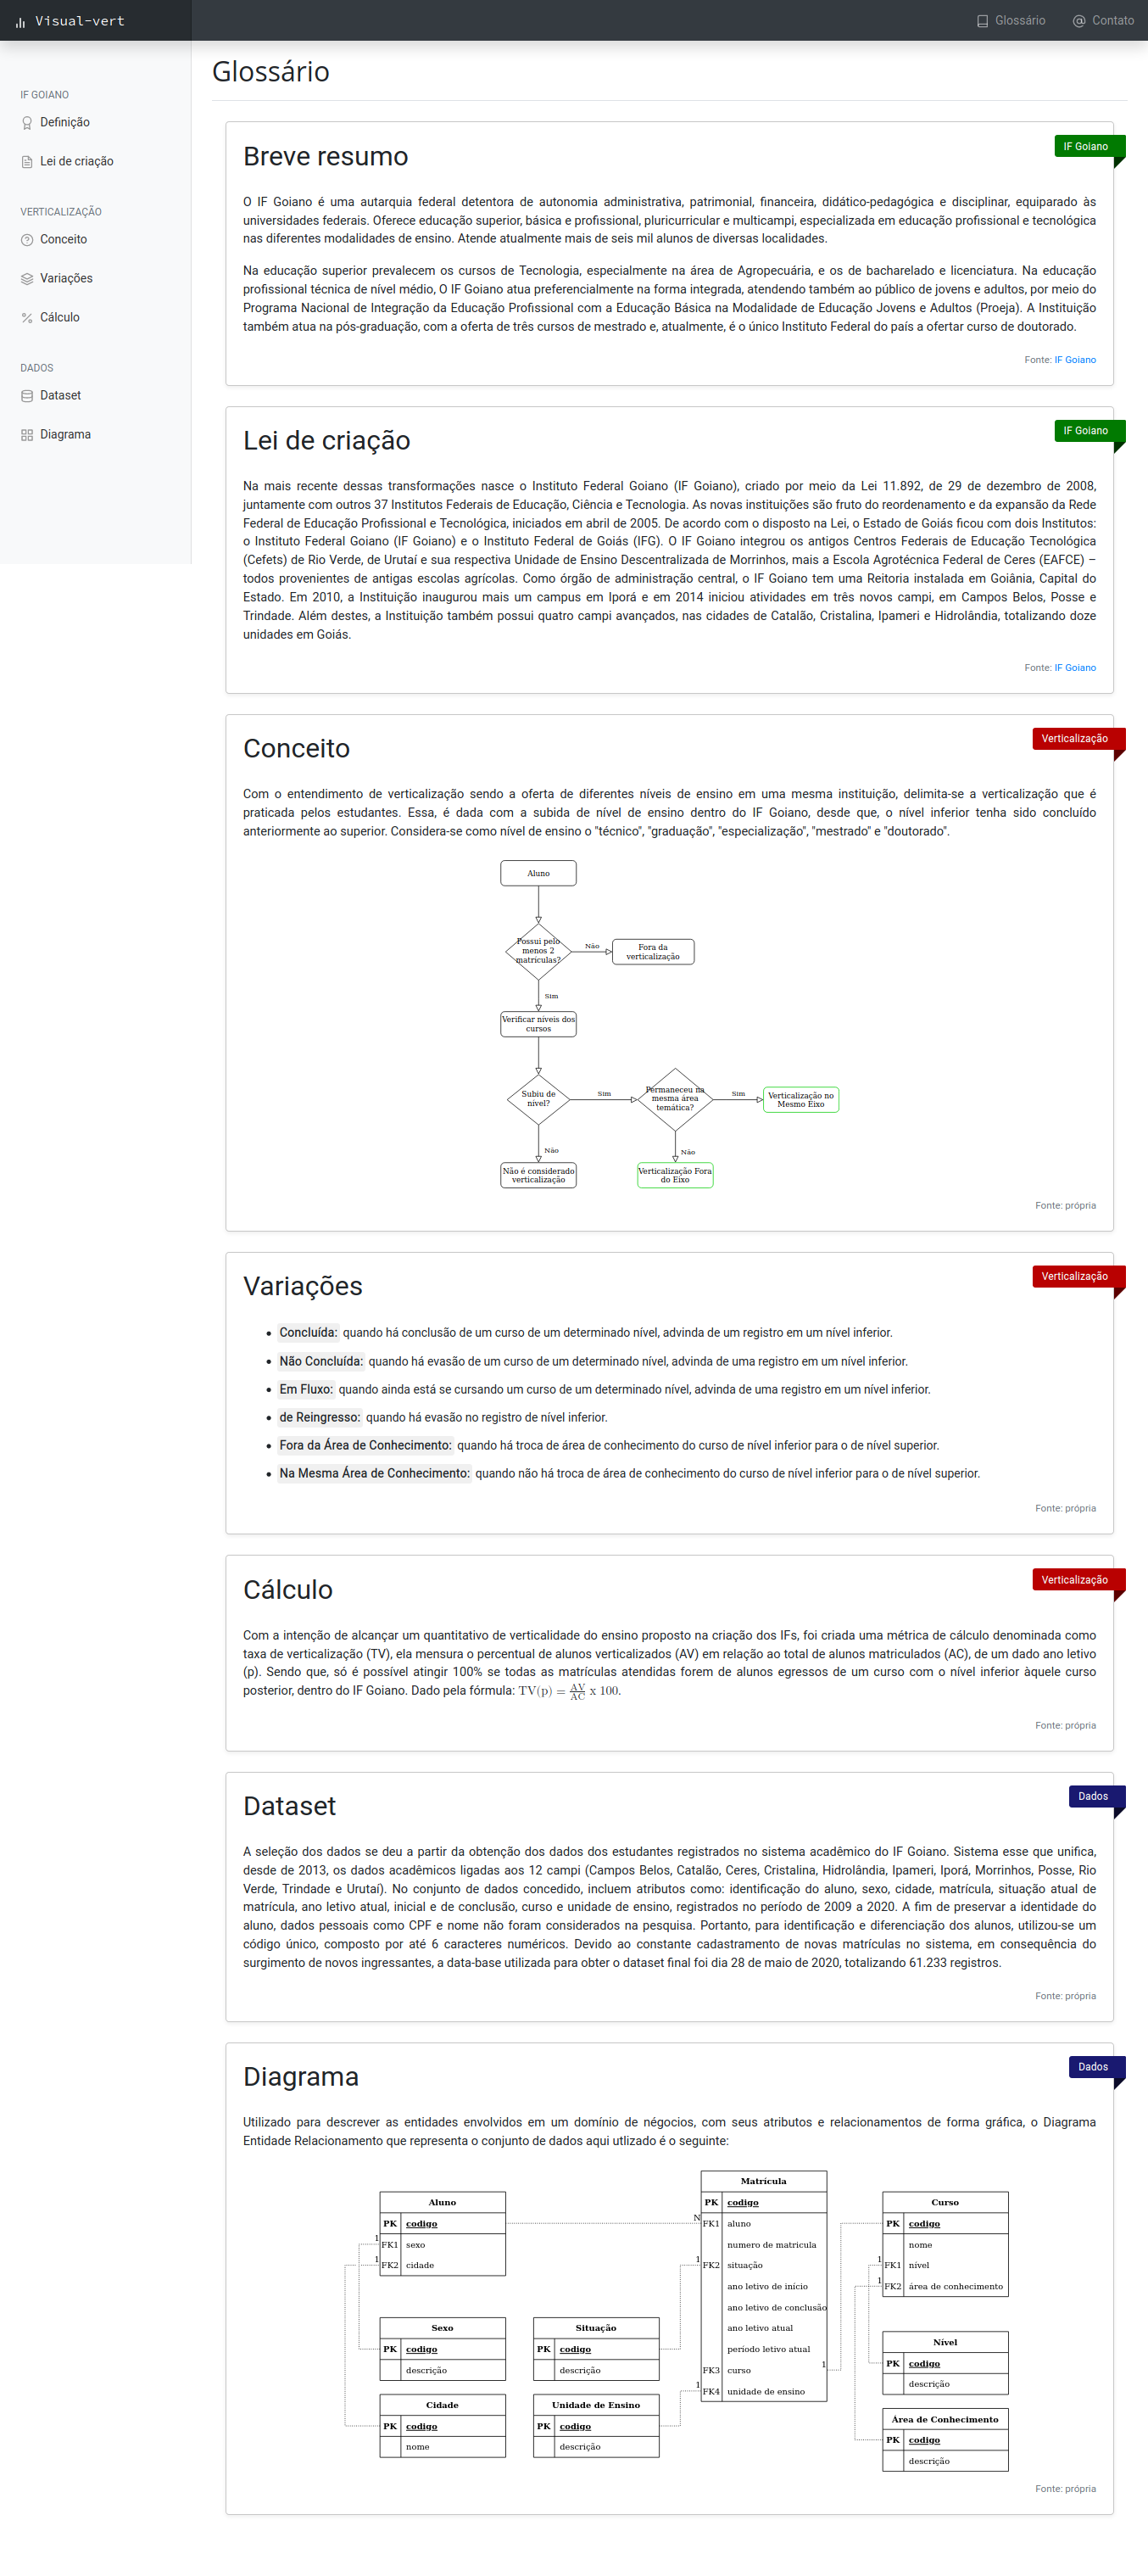 Visual-vert
Glossário
Contato
IF GOIANO
Definição
Lei de criação
VERTICALIZAÇÃO
Conceito
Variações
Cálculo
DADOS
Dataset
Diagrama
Glossário
IF Goiano
Breve resumo
O IF Goiano é uma autarquia federal detentora de autonomia administrativa, patrimonial, financeira, didático-pedagógica e disciplinar, equiparado às
universidades federais. Oferece educação superior, básica e profissional, pluricurricular e multicampi, especializada em educação profissional e tecnológica
nas diferentes modalidades de ensino. Atende atualmente mais de seis mil alunos de diversas localidades.
Na educação superior prevalecem os cursos de Tecnologia, especialmente na área de Agropecuária, e os de bacharelado e licenciatura. Na educação
profissional técnica de nível médio, O IF Goiano atua preferencialmente na forma integrada, atendendo também ao público de jovens e adultos, por meio do
Programa Nacional de Integração da Educação Profissional com a Educação Básica na Modalidade de Educação Jovens e Adultos (Proeja). A Instituição
também atua na pós-graduação, com a oferta de três cursos de mestrado e, atualmente, é o único Instituto Federal do país a ofertar curso de doutorado.
Fonte: IF Goiano
IF Goiano
Lei de criação
Na mais recente dessas transformações nasce o Instituto Federal Goiano (IF Goiano), criado por meio da Lei 11.892, de 29 de dezembro de 2008,
juntamente com outros 37 Institutos Federais de Educação, Ciência e Tecnologia. As novas instituições são fruto do reordenamento e da expansão da Rede
Federal de Educação Profissional e Tecnológica, iniciados em abril de 2005. De acordo com o disposto na Lei, o Estado de Goiás ficou com dois Institutos:
o Instituto Federal Goiano (IF Goiano) e o Instituto Federal de Goiás (IFG). O IF Goiano integrou os antigos Centros Federais de Educação Tecnológica
(Cefets) de Rio Verde, de Urutaí e sua respectiva Unidade de Ensino Descentralizada de Morrinhos, mais a Escola Agrotécnica Federal de Ceres (EAFCE) –
todos provenientes de antigas escolas agrícolas. Como órgão de administração central, o IF Goiano tem uma Reitoria instalada em Goiânia, Capital do
Estado. Em 2010, a Instituição inaugurou mais um campus em Iporá e em 2014 iniciou atividades em três novos campi, em Campos Belos, Posse e
Trindade. Além destes, a Instituição também possui quatro campi avançados, nas cidades de Catalão, Cristalina, Ipameri e Hidrolândia, totalizando doze
unidades em Goiás.
Fonte: IF Goiano
Verticalização
Conceito
Com o entendimento de verticalização sendo a oferta de diferentes níveis de ensino em uma mesma instituição, delimita-se a verticalização que é
praticada pelos estudantes. Essa, é dada com a subida de nível de ensino dentro do IF Goiano, desde que, o nível inferior tenha sido concluído
anteriormente ao superior. Considera-se como nível de ensino o "técnico", "graduação", "especialização", "mestrado" e "doutorado".
Aluno
Possui pelo
menos 2
matrículas?
Não
Fora da
verticalização
Sim
Verificar níveis dos
cursos
Subiu de
nível?
Sim
Permaneceu na
mesma área
temática?
Sim
Verticalização no
Mesmo Eixo
Não
Não
Não é considerado
verticalização
Verticalização Fora
do Eixo
Fonte: própria
Verticalização
Variações
Concluída: quando há conclusão de um curso de um determinado nível, advinda de um registro em um nível inferior.
Não Concluída: quando há evasão de um curso de um determinado nível, advinda de uma registro em um nível inferior.
Em Fluxo: quando ainda está se cursando um curso de um determinado nível, advinda de uma registro em um nível inferior.
de Reingresso: quando há evasão no registro de nível inferior.
Fora da Área de Conhecimento: quando há troca de área de conhecimento do curso de nível inferior para o de nível superior.
Na Mesma Área de Conhecimento: quando não há troca de área de conhecimento do curso de nível inferior para o de nível superior.
Fonte: própria
Verticalização
Cálculo
Com a intenção de alcançar um quantitativo de verticalidade do ensino proposto na criação dos IFs, foi criada uma métrica de cálculo denominada como
taxa de verticalização (TV), ela mensura o percentual de alunos verticalizados (AV) em relação ao total de alunos matriculados (AC), de um dado ano letivo
(p). Sendo que, só é possível atingir 100% se todas as matrículas atendidas forem de alunos egressos de um curso com o nível inferior àquele curso
posterior, dentro do IF Goiano. Dado pela fórmula: TV(p) = AV/AC x 100.
Fonte: própria
Dados
Dataset
A seleção dos dados se deu a partir da obtenção dos dados dos estudantes registrados no sistema acadêmico do IF Goiano. Sistema esse que unifica,
desde de 2013, os dados acadêmicos ligadas aos 12 campi (Campos Belos, Catalão, Ceres, Cristalina, Hidrolândia, Ipameri, Iporá, Morrinhos, Posse, Rio
Verde, Trindade e Urutaí). No conjunto de dados concedido, incluem atributos como: identificação do aluno, sexo, cidade, matrícula, situação atual de
matrícula, ano letivo atual, inicial e de conclusão, curso e unidade de ensino, registrados no período de 2009 a 2020. A fim de preservar a identidade do
aluno, dados pessoais como CPF e nome não foram considerados na pesquisa. Portanto, para identificação e diferenciação dos alunos, utilizou-se um
código único, composto por até 6 caracteres numéricos. Devido ao constante cadastramento de novas matrículas no sistema, em consequência do
surgimento de novos ingressantes, a data-base utilizada para obter o dataset final foi dia 28 de maio de 2020, totalizando 61.233 registros.
Fonte: própria
Dados
Diagrama
Utilizado para descrever as entidades envolvidos em um domínio de négocios, com seus atributos e relacionamentos de forma gráfica, o Diagrama
Entidade Relacionamento que representa o conjunto de dados aqui utlizado é o seguinte:
Aluno
PK codigo
1 FK1 sexo
1 FK2 cidade
Sexo
PK codigo
descrição
Cidade
PK codigo
nome
Situação
PK codigo
descrição
Unidade de Ensino
PK codigo
descrição
Matrícula
PK codigo
N FK1 aluno
numero de matrícula
1 FK2 situação
ano letivo de início
ano letivo de conclusão
ano letivo atual
período letivo atual
FK3 curso 1
1 FK4 unidade de ensino
Curso
PK codigo
nome
1 FK1 nível
1 FK2 área de conhecimento
Nível
PK codigo
descrição
Área de Conhecimento
PK codigo
descrição
Fonte: própria